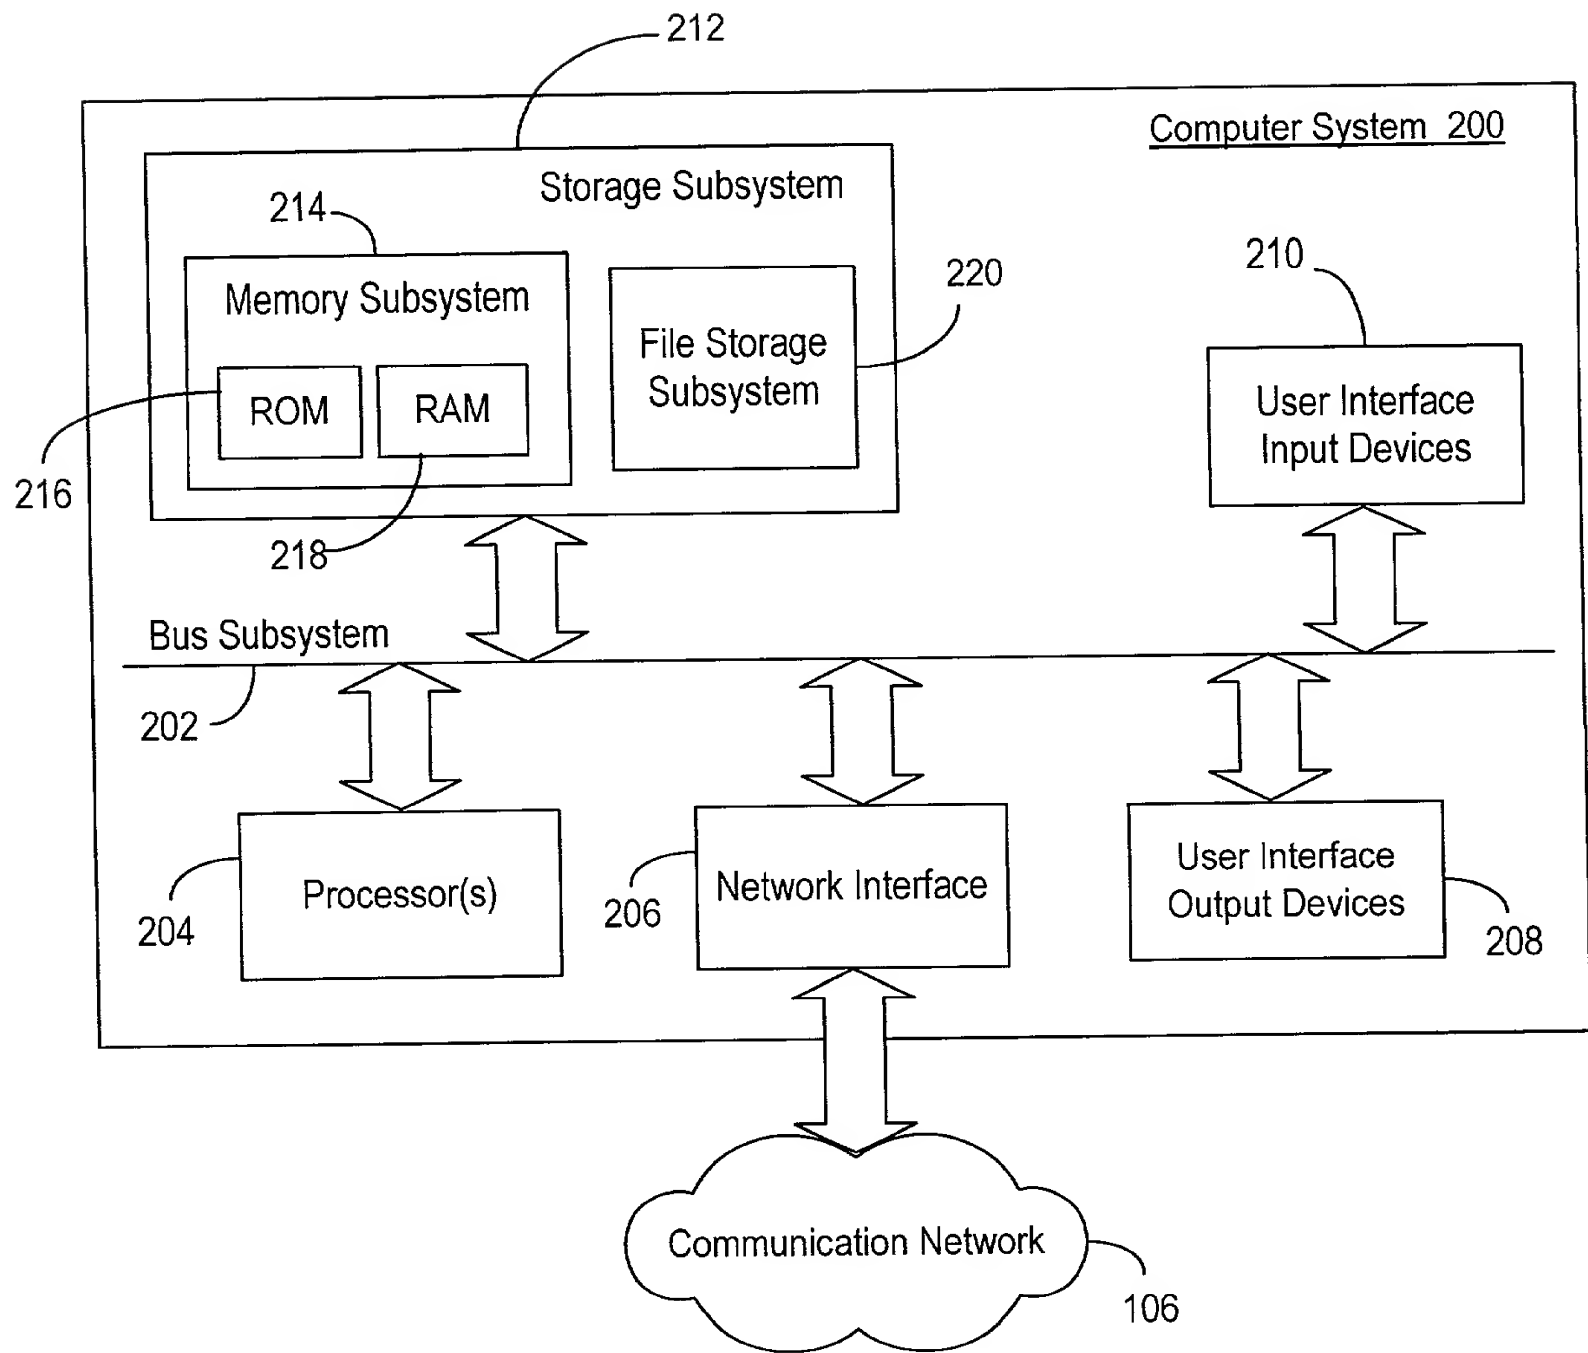 212
Computer System 200
Storage Subsystem
214
210
220
Memory Subsystem
File Storage
Subsystem
ROM
RAM
User Interface
Input Devices
216
218
Bus Subsystem
202
User Interface
Output Devices
Network Interface
Processor(s)
204
206
208
Communication Network
106